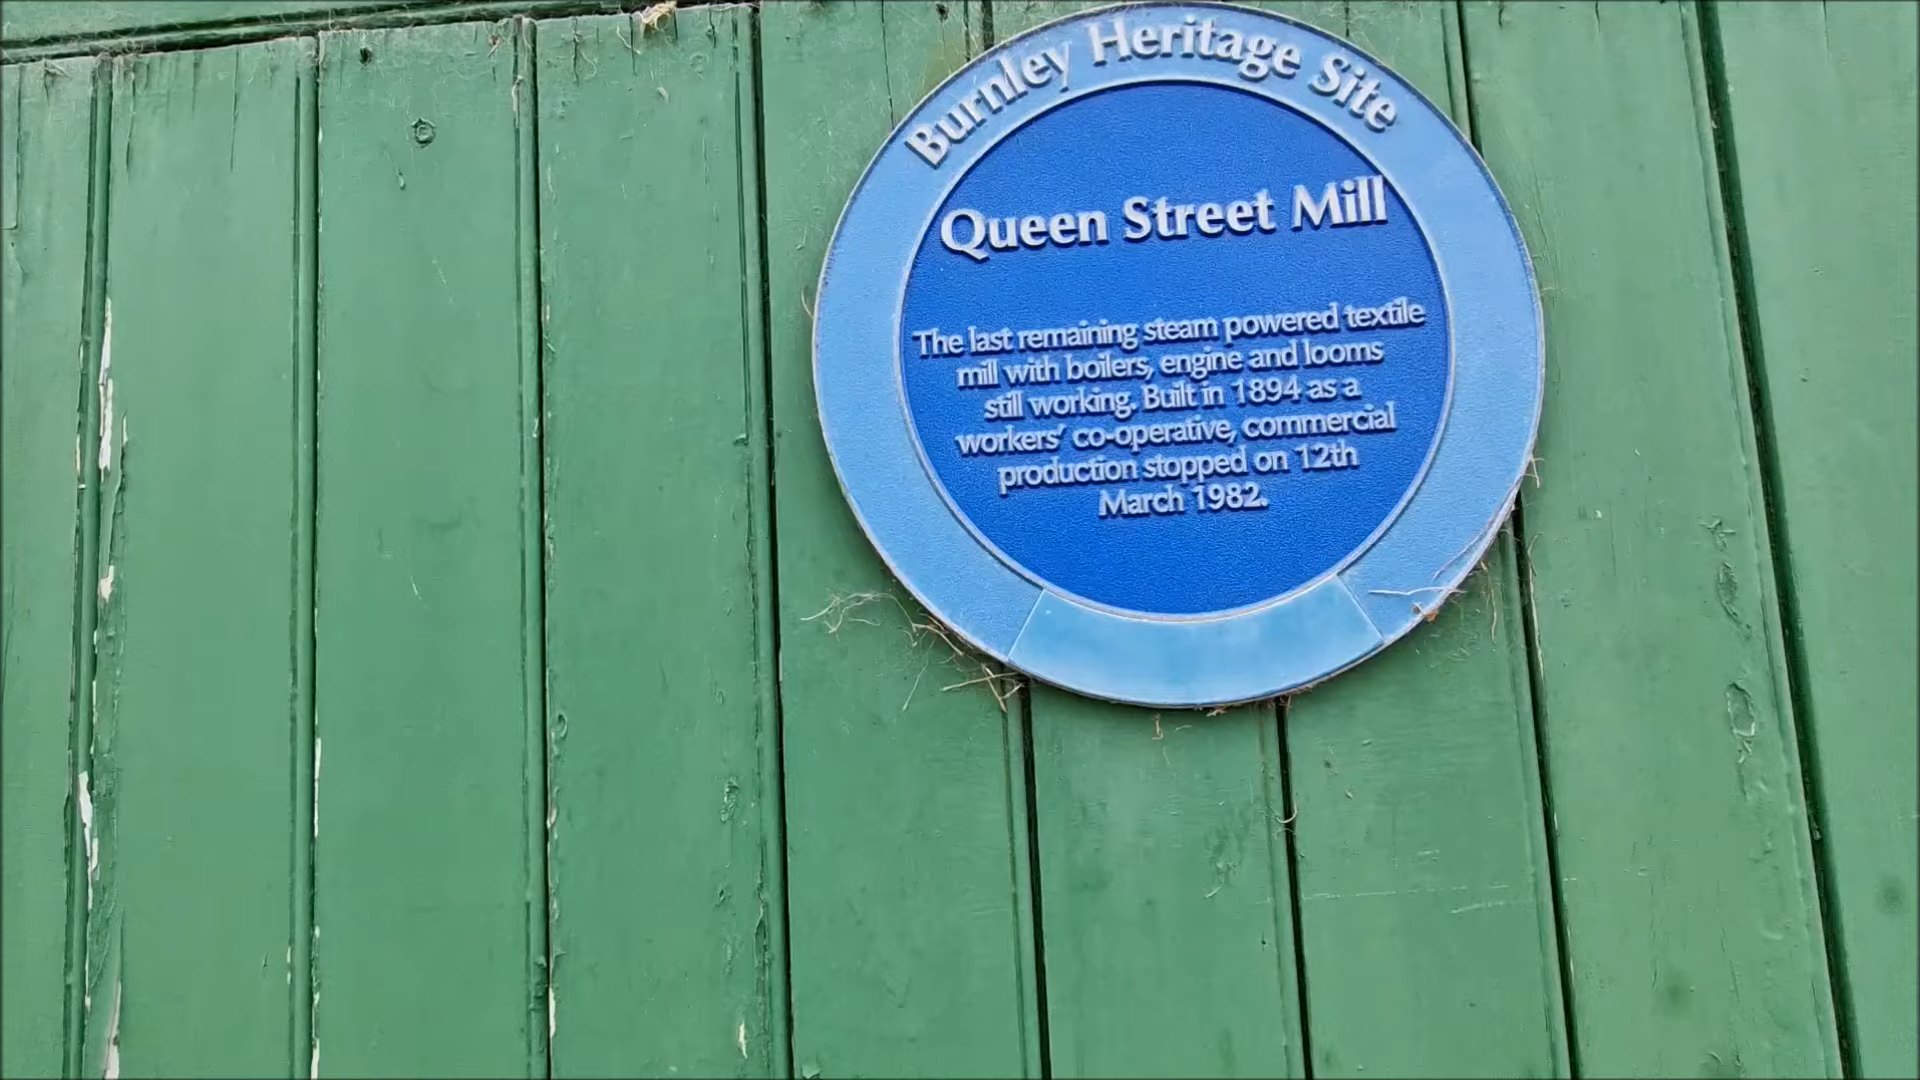 Burnley Heritage Site
Queen Street Mill
The last remaining steam powered textile
mill with boilers, engine and looms
still working. Built in 1894 as a
workers' co-operative, commercial
production stopped on 12th
March 1982.